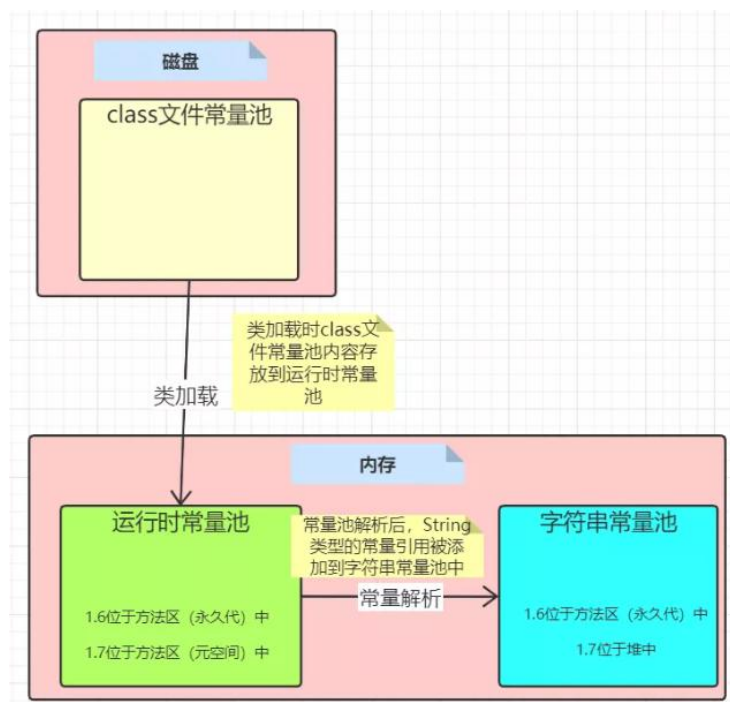 磁盘
class文件常量池
类加载时class文
件常量池内容存
放到运行时常量
池
类加载
内存
运行时常量池
1.6位于方法区（永久代）中
1.7位于方法区（元空间）中
常量池解析后，String
类型的常量引用被添
加到字符串常量池中
常量解析
字符串常量池
1.6位于方法区（永久代）中
1.7位于堆中